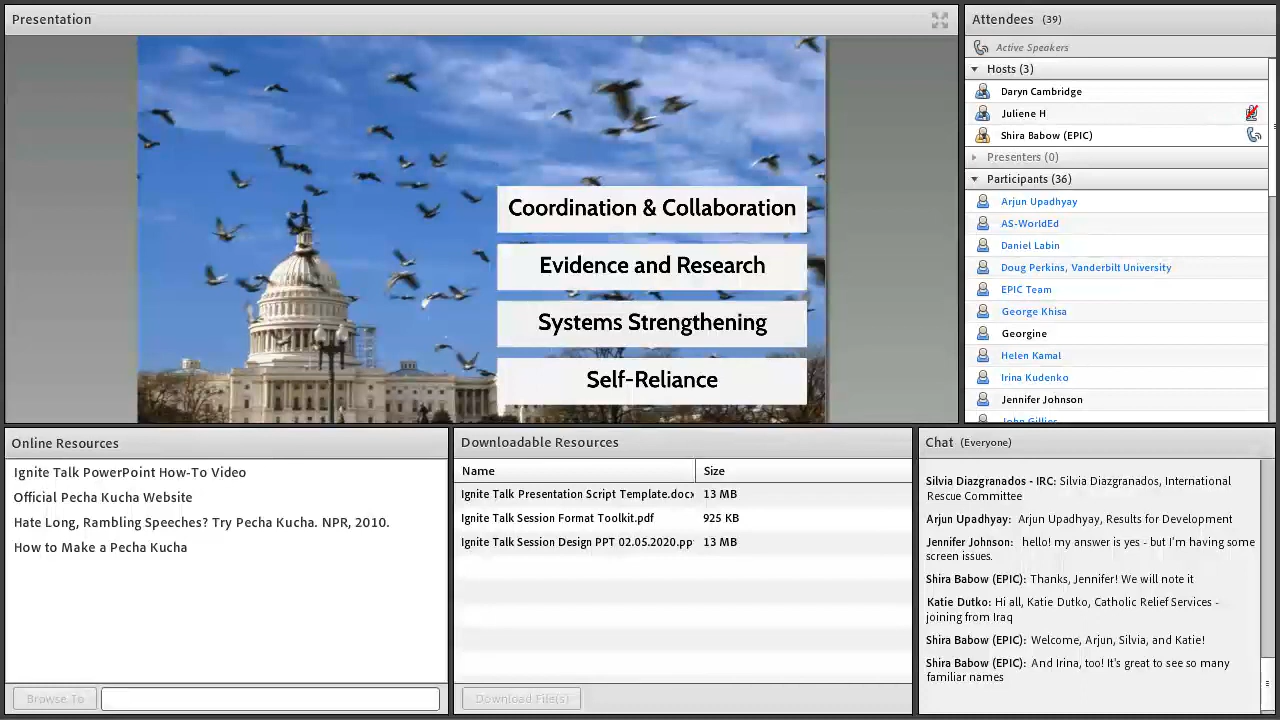 Presentation
Coordination & Collaboration
Evidence and Research
Systems Strengthening
Self-Reliance
Attendees (39)
Active Speakers
Hosts (3)
Daryn Cambridge
Juliene H
Shira Babow (EPIC)
Presenters (0)
Participants (36)
Arjun Upadhyay
AS-WorldEd
Daniel Labin
Doug Perkins, Vanderbilt University
EPIC Team
George Khisa
Georgine
Helen Kamal
Irina Kudenko
Jennifer Johnson
John Gillies
Online Resources
Ignite Talk PowerPoint How-To Video
Official Pecha Kucha Website
Hate Long, Rambling Speeches? Try Pecha Kucha. NPR, 2010.
How to Make a Pecha Kucha
Browse To
Downloadable Resources
Name Size
Ignite Talk Presentation Script Template.docx 13 MB
Ignite Talk Session Format Toolkit.pdf 925 KB
Ignite Talk Session Design PPT 02.05.2020.pp 13 MB
Download File(s)
Chat (Everyone)
Silvia Diazgranados - IRC: Silvia Diazgranados, International
Rescue Committee
Arjun Upadhyay: Arjun Upadhyay, Results for Development
Jennifer Johnson: hello! my answer is yes - but I'm having some
screen issues.
Shira Babow (EPIC): Thanks, Jennifer! We will note it
Katie Dutko: Hi all, Katie Dutko, Catholic Relief Services -
joining from Iraq
Shira Babow (EPIC): Welcome, Arjun, Silvia, and Katie!
Shira Babow (EPIC): And Irina, too! It's great to see so many
familiar names